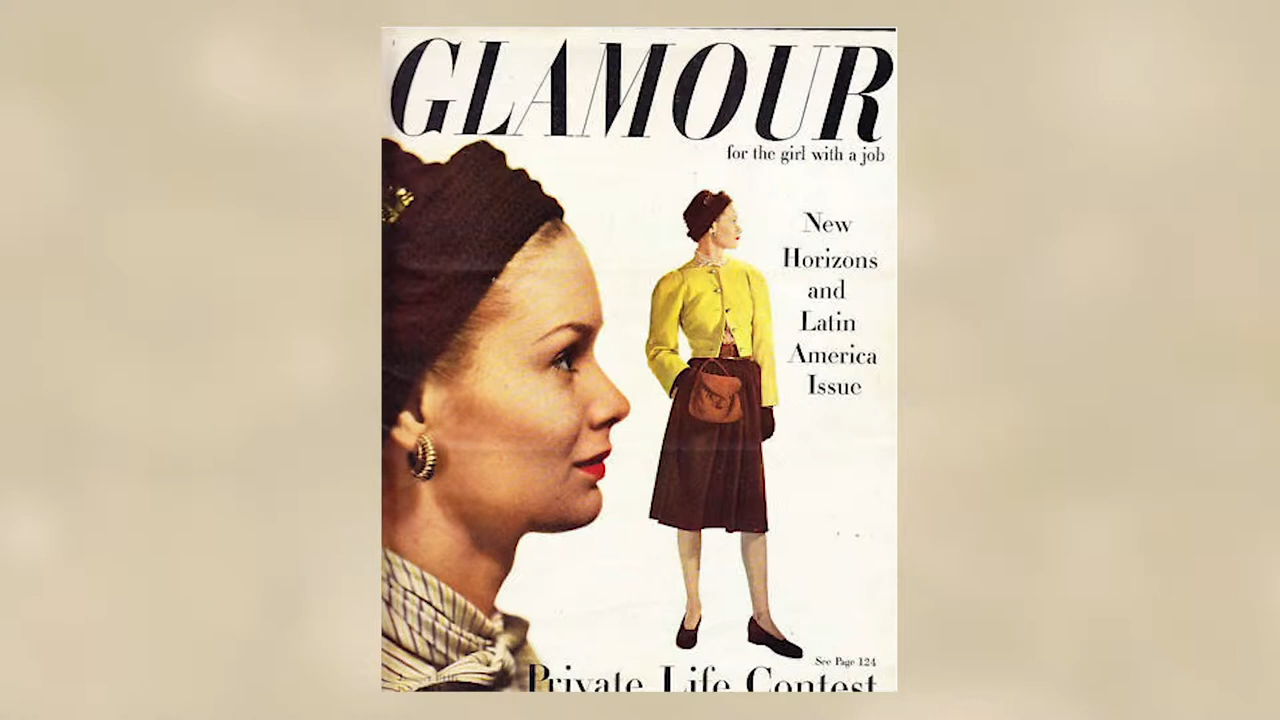 GLAMOUR
for the girl with a job
New
Horizons
and
Latin
America
Issue
See Page 124
Private Life Contest